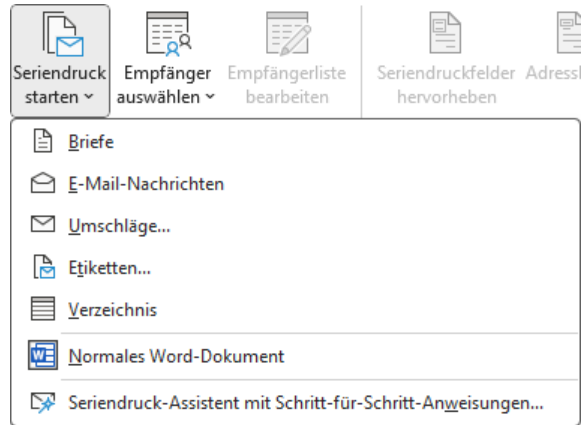 Seriendruck
starten
Empfänger
auswählen
Empfängerliste
bearbeiten
Seriendruckfelder
hervorheben
Briefe
E-Mail-Nachrichten
Umschläge...
Etiketten...
Verzeichnis
Normales Word-Dokument
Seriendruck-Assistent mit Schritt-für-Schritt-Anweisungen...